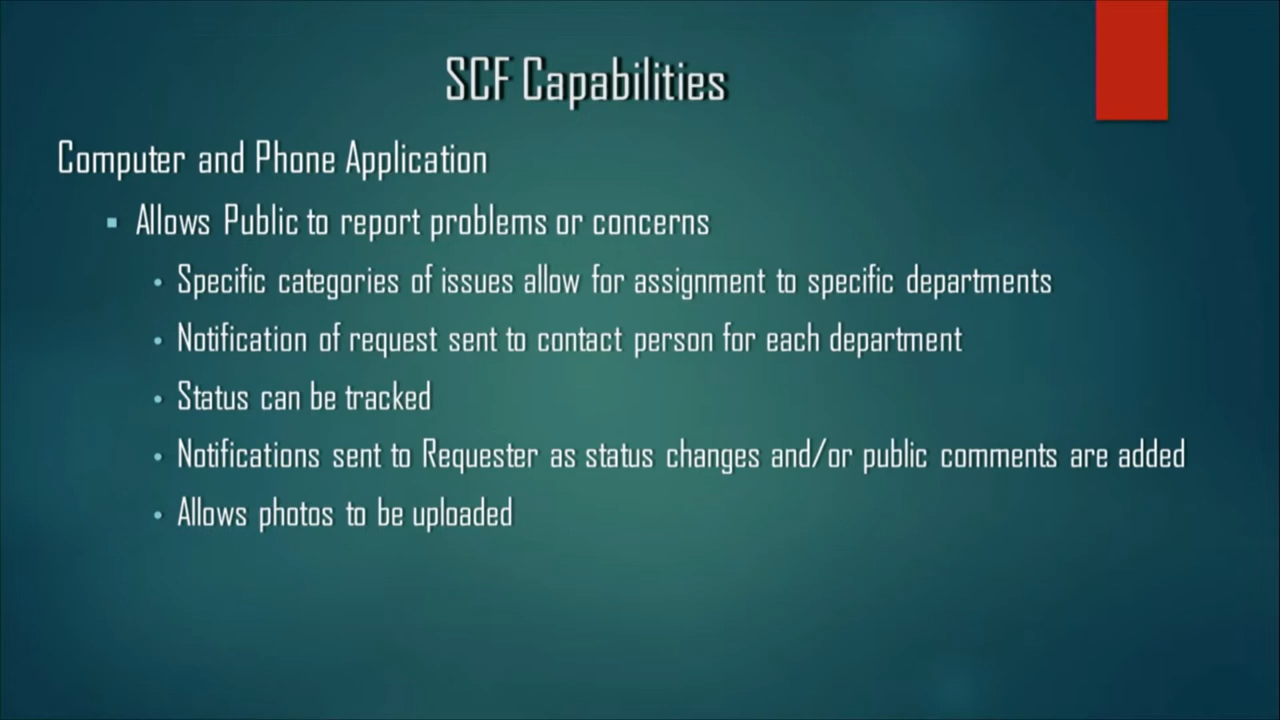 SCF Capabilities
Computer and Phone Application
Allows Public to report problems or concerns
Specific categories of issues allow for assignment to specific departments
Notification of request sent to contact person for each department
Status can be tracked
Notifications sent to Requester as status changes and/or public comments are added
Allows photos to be uploaded